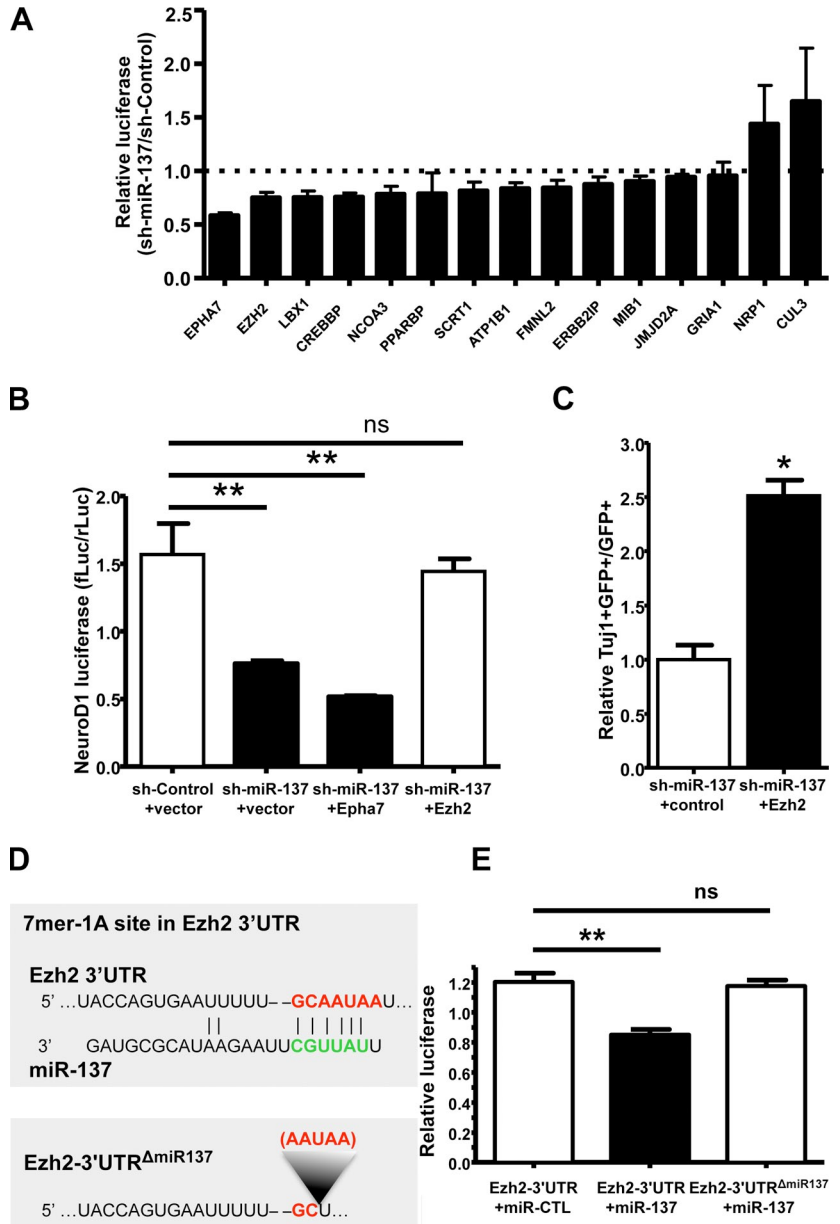 A
Relative luciferase
(sh-miR-137/sh-Control)
2.5
2.0
1.5
1.0
0.5
0.0
EPHA7
EZH2
LBX1
CREBBP
NCOA3
PPARBP
SCRT1
ATP1B1
FMNL2
ERBB2IP
MIB1
JMJD2A
GRIA1
NRP1
CUL3
B
NeuroD1 luciferase (fLuc/rLuc)
2.0
1.5
1.0
0.5
0.0
ns
**
**
sh-Control
+vector
sh-miR-137
+vector
sh-miR-137
+Epha7
sh-miR-137
+Ezh2
C
Relative Tuj1+GFP+/GFP+
3.0
2.5
2.0
1.5
1.0
0.5
0.0
*
sh-miR-137
+control
sh-miR-137
+Ezh2
D
7mer-1A site in Ezh2 3’UTR
Ezh2 3’UTR
5’ …UACCAGUGAAUUUUU– –GCAAUAAU…
3’ GAUGCGCAUAAGAAUUCGUUAUU
miR-137
(AAUAA)
Ezh2-3'UTRΔmiR137
5’ …UACCAGUGAAUUUUU– –GCU…
E
Relative luciferase
1.2
1.0
0.8
0.6
0.4
0.2
0.0
ns
**
Ezh2-3'UTR
+miR-CTL
Ezh2-3'UTR
+miR-137
Ezh2-3'UTRΔmiR137
+miR-137